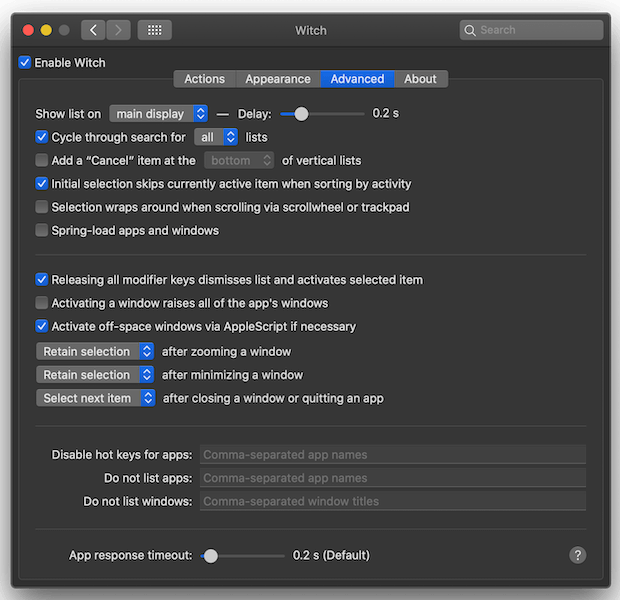 Witch
Search
Enable Witch
Actions Appearance Advanced About
Show list on main display — Delay: 0.2 s
Cycle through search for all lists
Add a “Cancel” item at the bottom of vertical lists
Initial selection skips currently active item when sorting by activity
Selection wraps around when scrolling via scrollwheel or trackpad
Spring-load apps and windows
Releasing all modifier keys dismisses list and activates selected item
Activating a window raises all of the app's windows
Activate off-space windows via AppleScript if necessary
Retain selection after zooming a window
Retain selection after minimizing a window
Select next item after closing a window or quitting an app
Disable hot keys for apps: Comma-separated app names
Do not list apps: Comma-separated app names
Do not list windows: Comma-separated window titles
App response timeout: 0.2 s (Default) ?